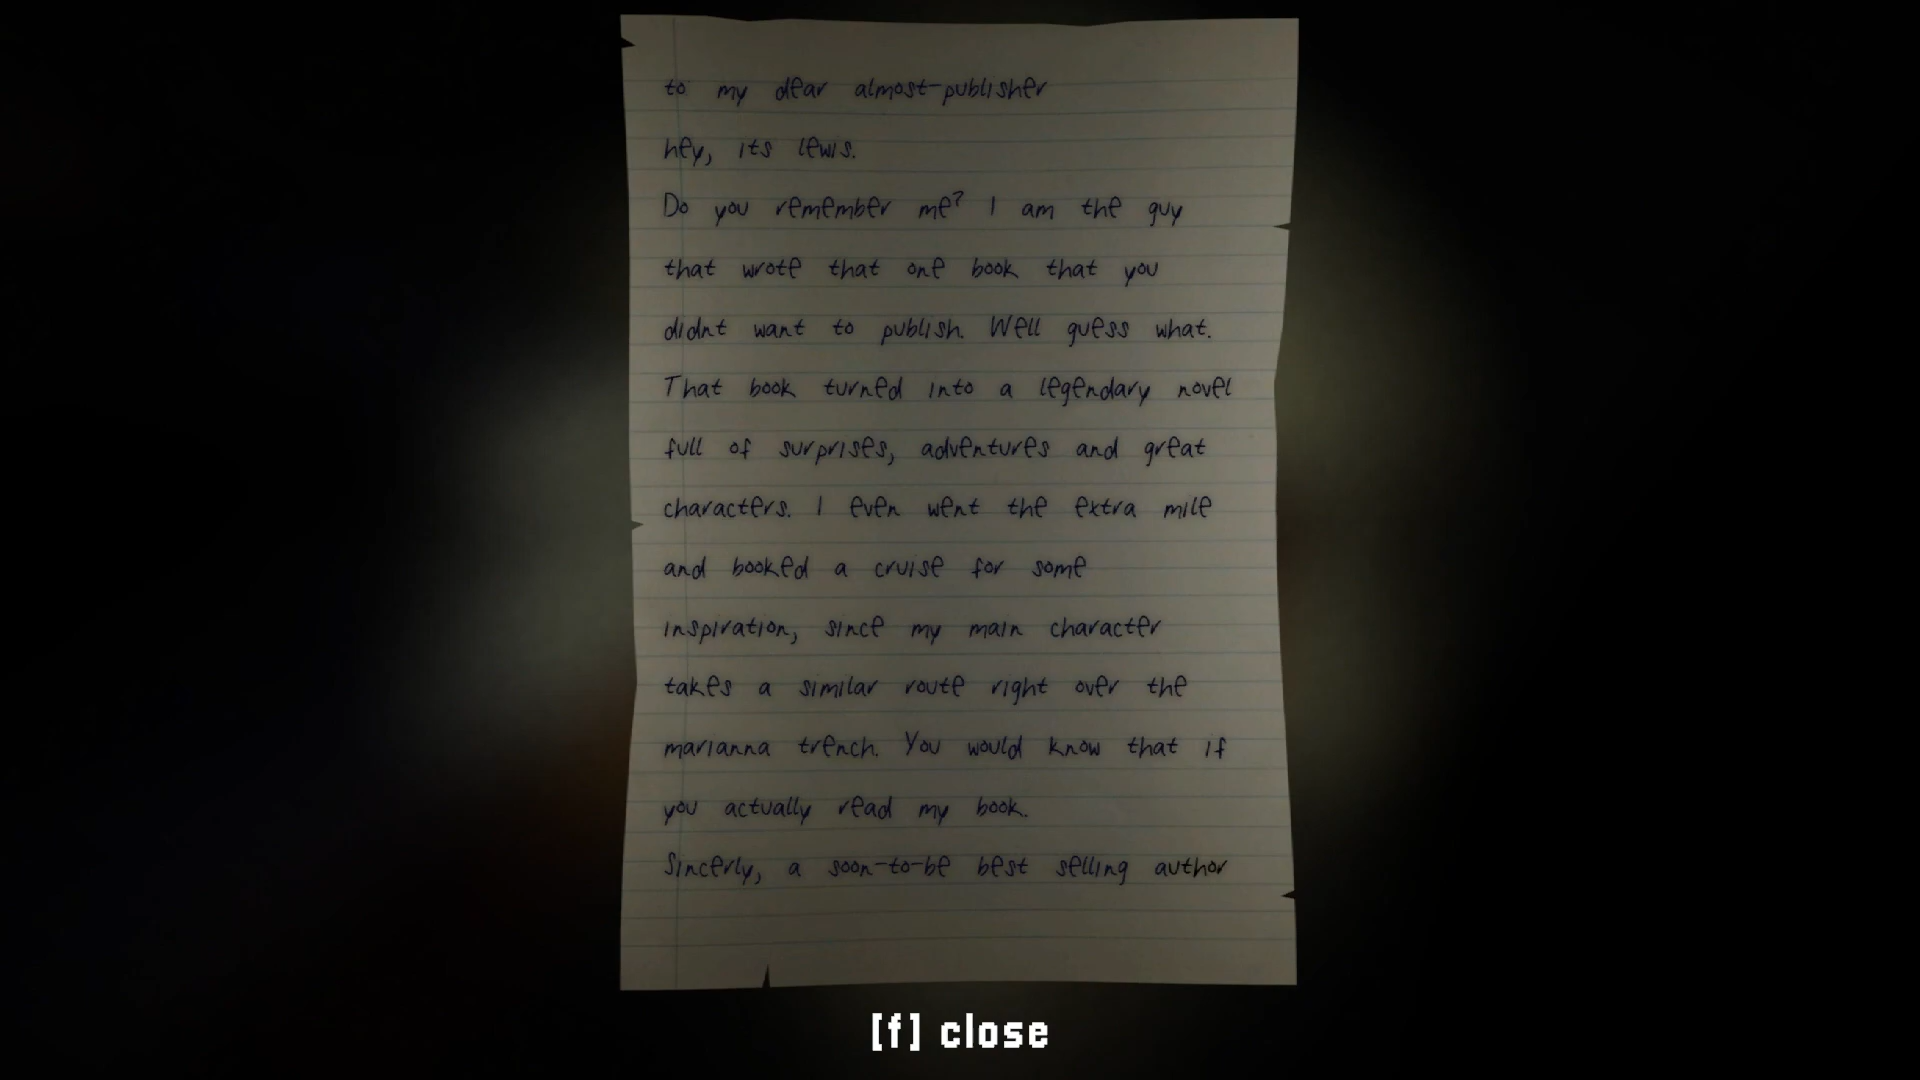 to my dear almost-publisher
hey, its lewis.
Do you remember me? I am the guy
that wrote that one book that you
didnt want to publish. Well guess what.
That book turned into a legendary novel
full of surprises, adventures and great
characters. I even went the extra mile
and booked a cruise for some
inspiration, since my main character
takes a similar route right over the
marianna trench. You would know that if
you actually read my book.
Sincerly, a soon-to-be best selling author
[f] close